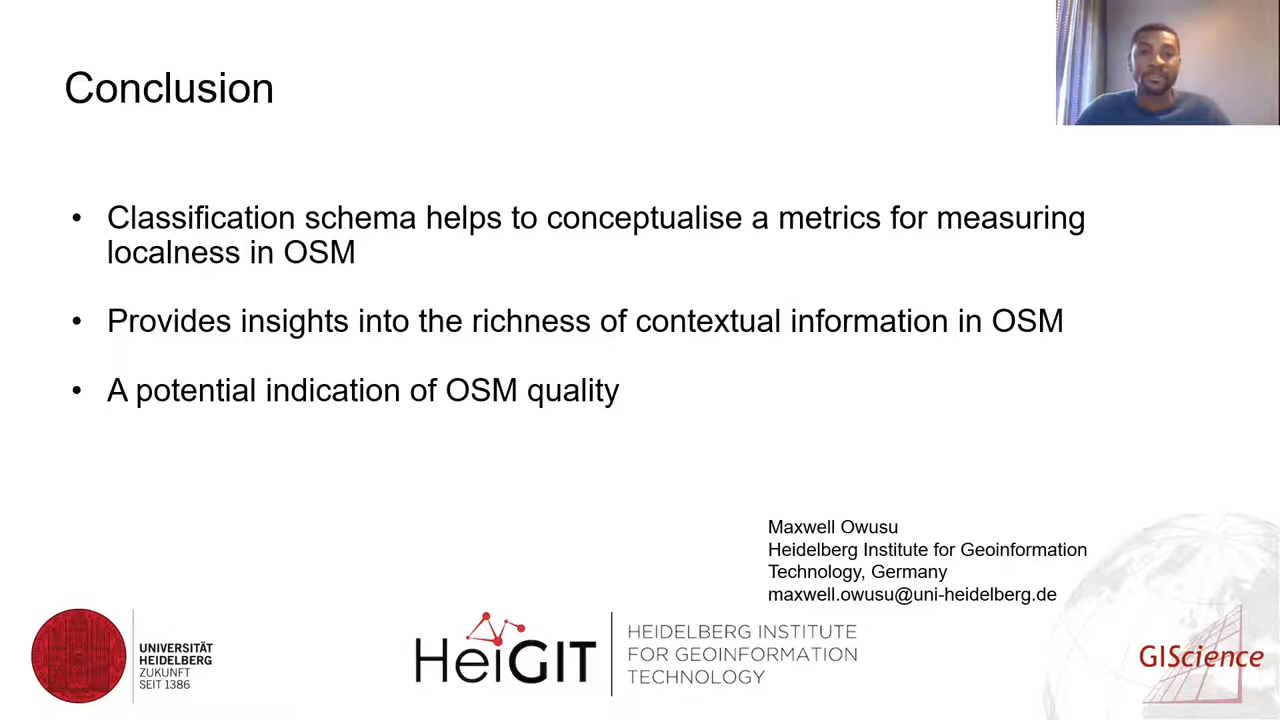 Conclusion
• Classification schema helps to conceptualise a metrics for measuring
localness in OSM
• Provides insights into the richness of contextual information in OSM
• A potential indication of OSM quality
Maxwell Owusu
Heidelberg Institute for Geoinformation
Technology, Germany
maxwell.owusu@uni-heidelberg.de
UNIVERSITÄT
HEIDELBERG
ZUKUNFT
SEIT 1386
HeiGIT
HEIDELBERG INSTITUTE
FOR GEOINFORMATION
TECHNOLOGY
GIScience